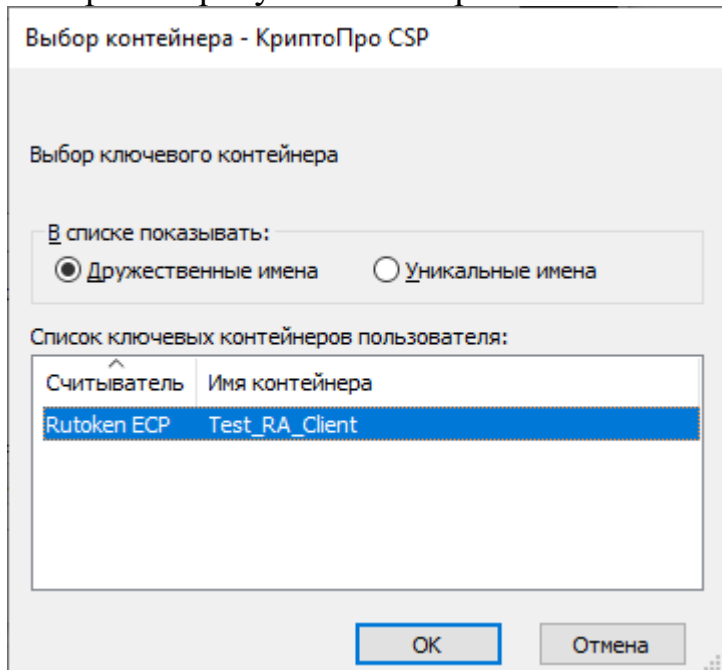 Выбор контейнера - КриптоПро CSP
Выбор ключевого контейнера
В списке показывать:
Дружественные имена Уникальные имена
Список ключевых контейнеров пользователя:
Считыватель Имя контейнера
Rutoken ECP Test_RA_Client
OK Отмена